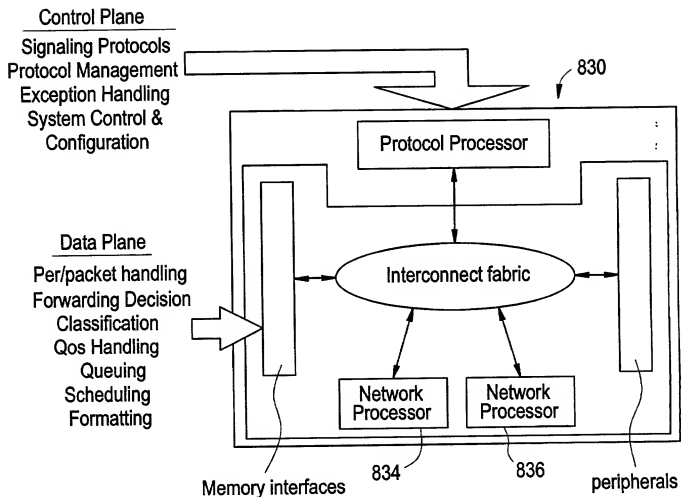 Control Plane
Signaling Protocols
Protocol Management
Exception Handling
System Control &
Configuration
830
Protocol Processor
Data Plane
Per/packet handling
Forwarding Decision
Classification
Qos Handling
Queuing
Scheduling
Formatting
Interconnect fabric
Network
Processor
Network
Processor
834
836
Memory interfaces
peripherals